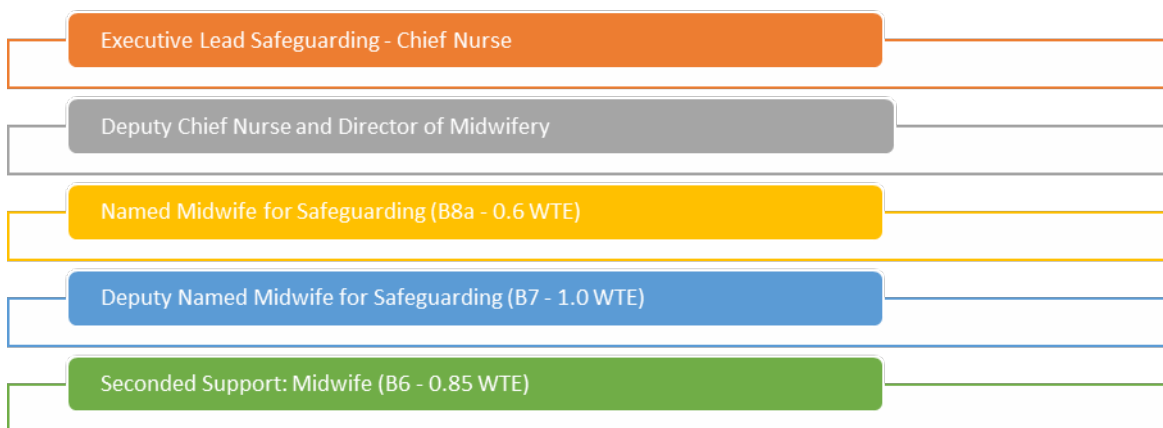 Executive Lead Safeguarding - Chief Nurse
Deputy Chief Nurse and Director of Midwifery
Named Midwife for Safeguarding (B8a - 0.6 WTE)
Deputy Named Midwife for Safeguarding (B7 - 1.0 WTE)
Seconded Support: Midwife (B6 - 0.85 WTE)